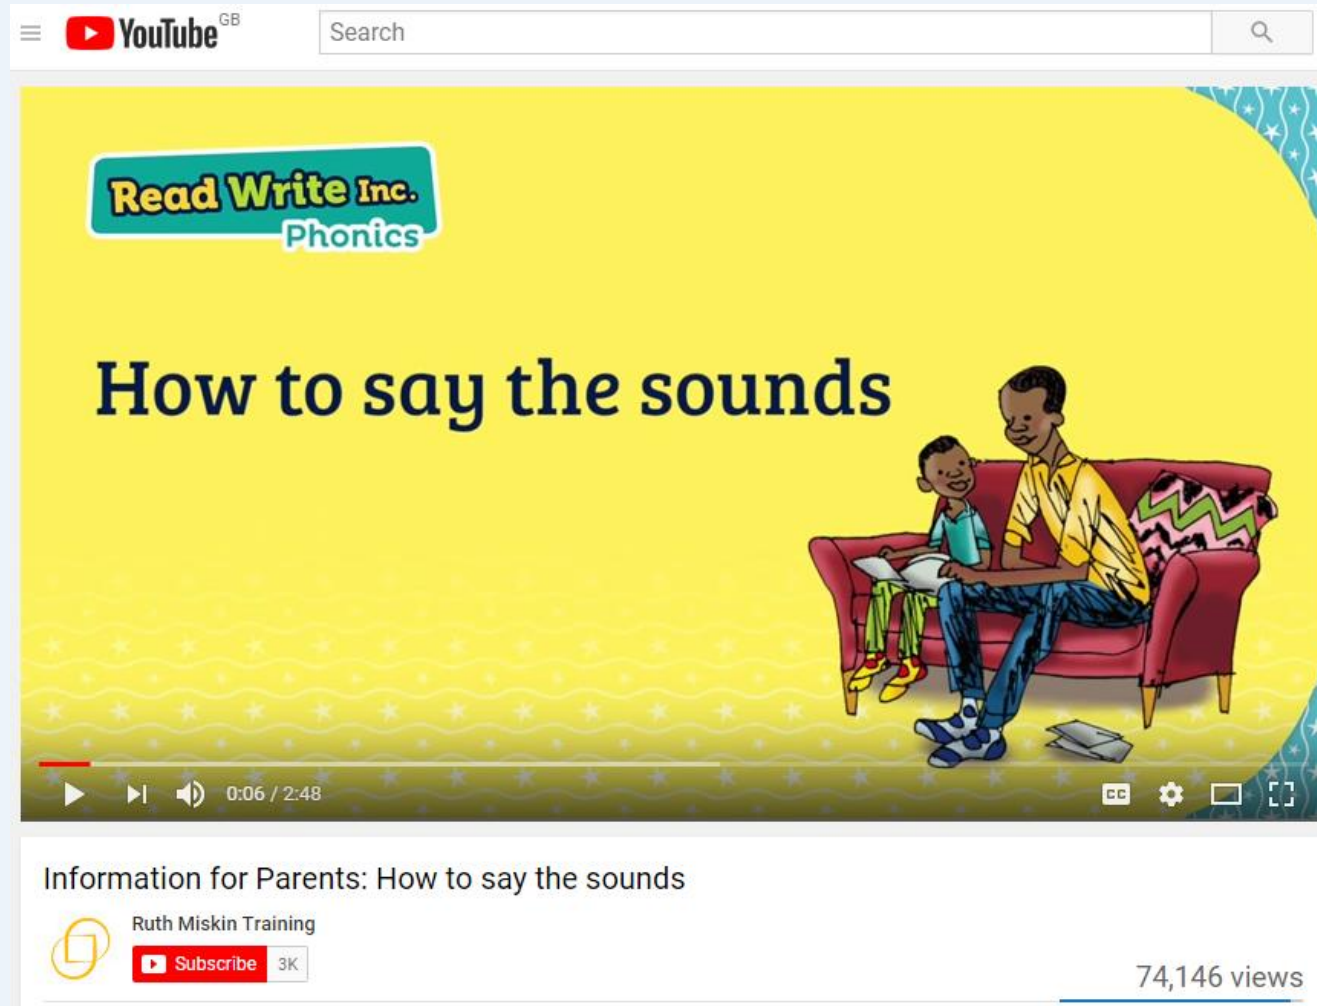 YouTube GB
Search
Read Write Inc.
Phonics
How to say the sounds
0:06 / 2:48
CC
Information for Parents: How to say the sounds
Ruth Miskin Training
Subscribe 3K
74,146 views